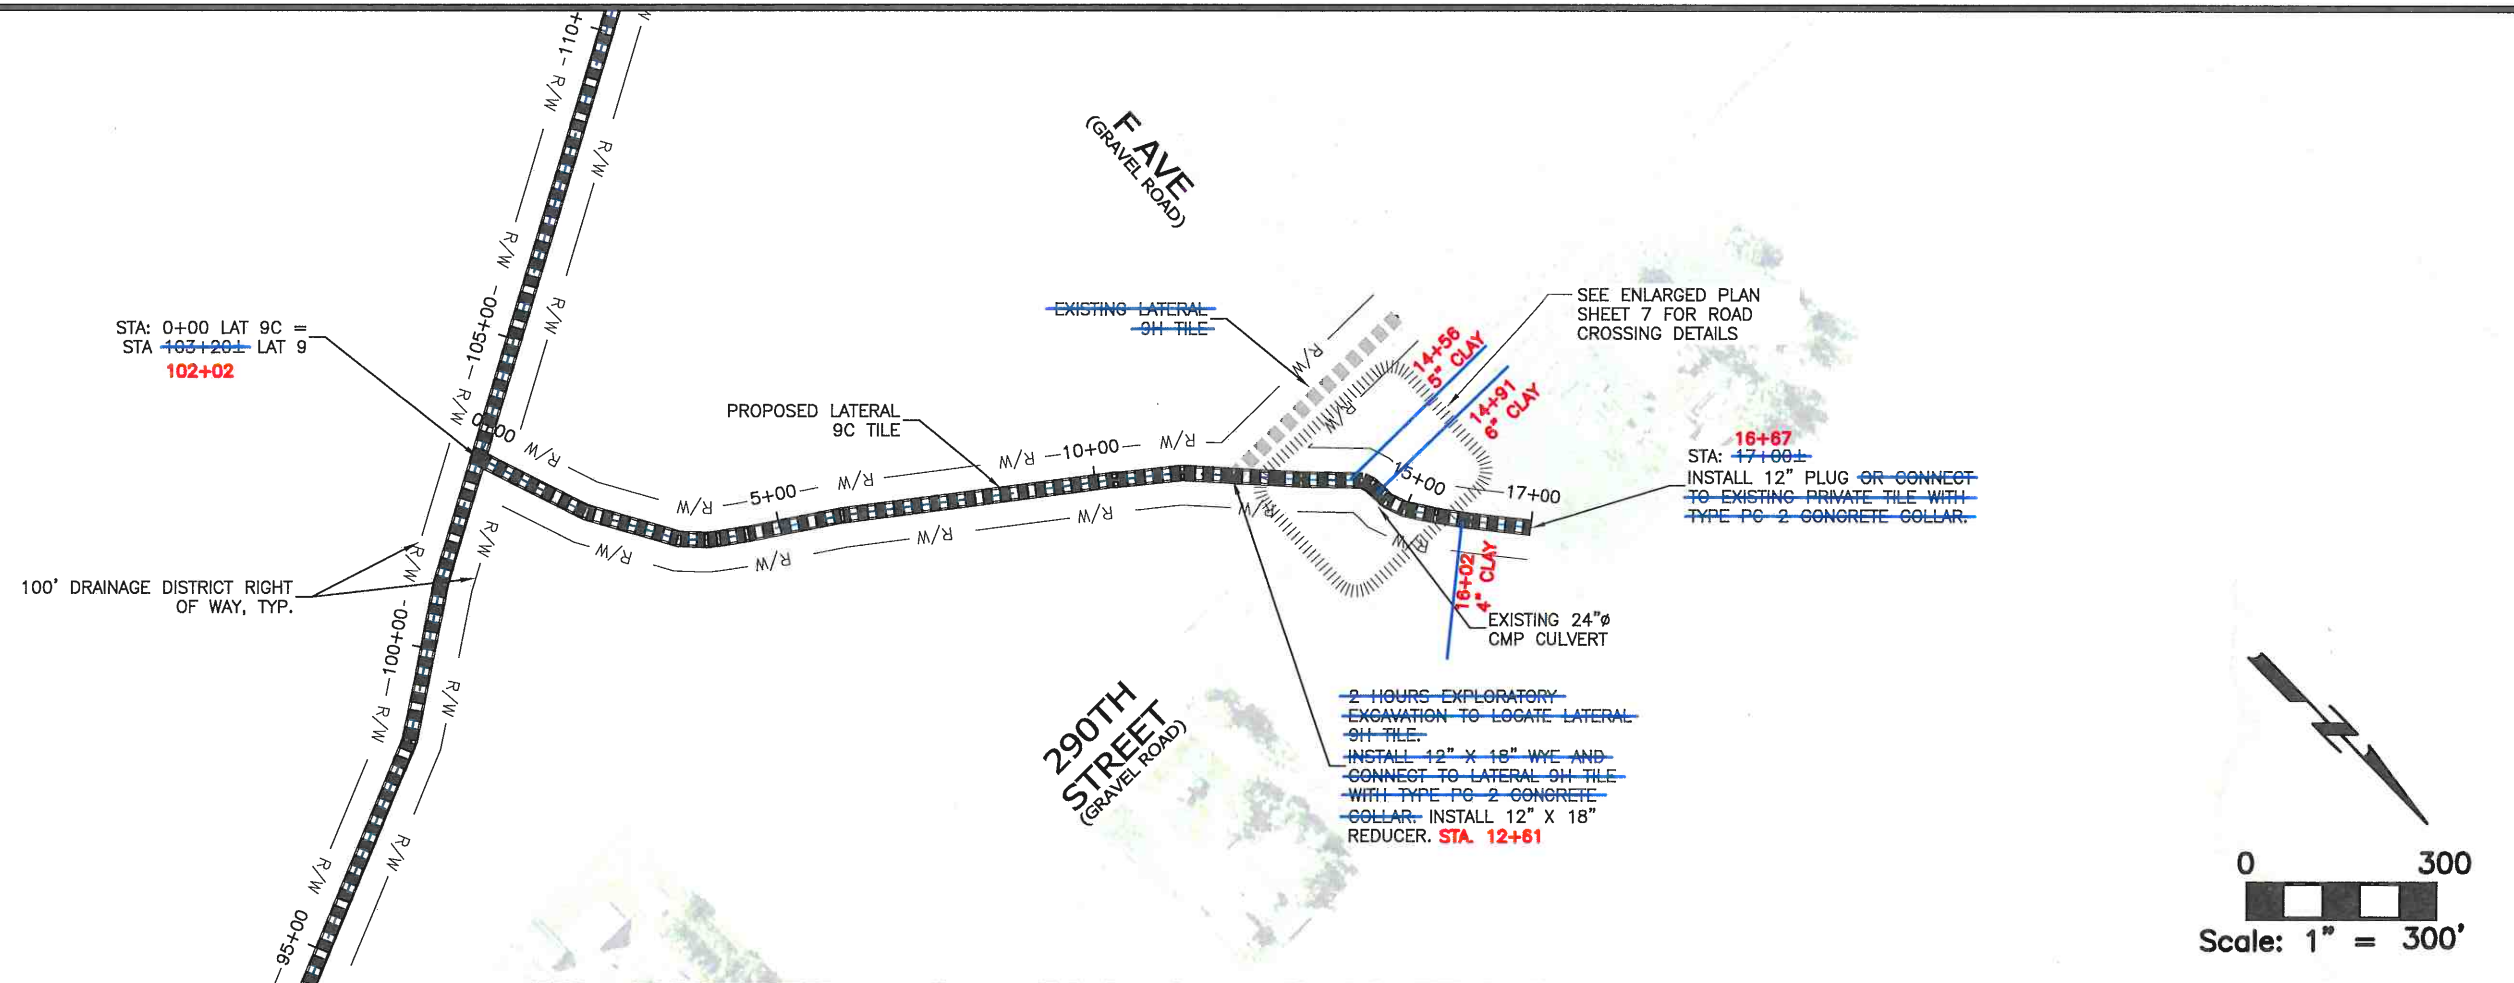 110+
F AVE
(GRAVEL ROAD)
R/W
R/W
R/W
R/W
R/W
R/W
R/W
105+00
STA: 0+00 LAT 9C =
STA 103+20± LAT 9
102+02
0+00
EXISTING LATERAL
9H TILE
SEE ENLARGED PLAN
SHEET 7 FOR ROAD
CROSSING DETAILS
14+56
5" CLAY
14+91
6" CLAY
PROPOSED LATERAL
9C TILE
R/W
R/W
5+00
R/W
R/W
10+00
R/W
R/W
R/W
15+00
17+00
16+67
STA: 17+00±
INSTALL 12" PLUG OR CONNECT
TO EXISTING PRIVATE TILE WITH
TYPE PC-2 CONCRETE COLLAR.
R/W
R/W
R/W
R/W
R/W
R/W
R/W
R/W
100' DRAINAGE DISTRICT RIGHT
OF WAY, TYP.
100+00
16+02
4" CLAY
EXISTING 24"ø
CMP CULVERT
R/W
R/W
R/W
R/W
95+00
290TH
STREET
(GRAVEL ROAD)
2 HOURS EXPLORATORY
EXCAVATION TO LOCATE LATERAL
9H TILE.
INSTALL 12" X 18" WYE AND
CONNECT TO LATERAL 9H TILE
WITH TYPE PC-2 CONCRETE
COLLAR. INSTALL 12" X 18"
REDUCER. STA. 12+61
0 300
Scale: 1" = 300'